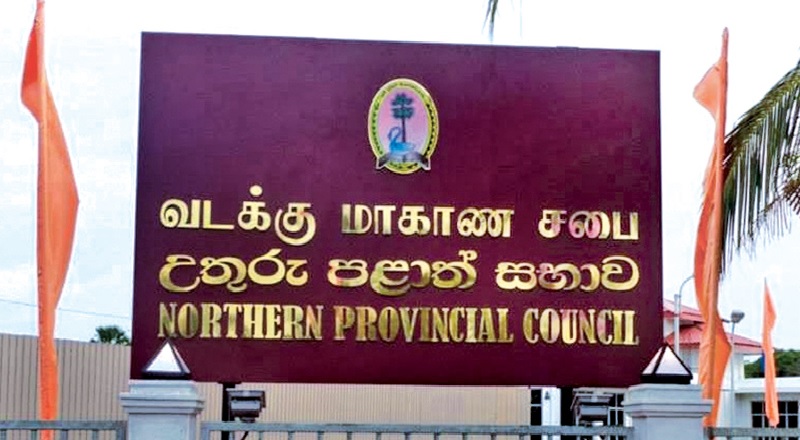 வடக்கு மாகாண சபை
උතුරු පළාත් සභාව
NORTHERN PROVINCIAL COUNCIL